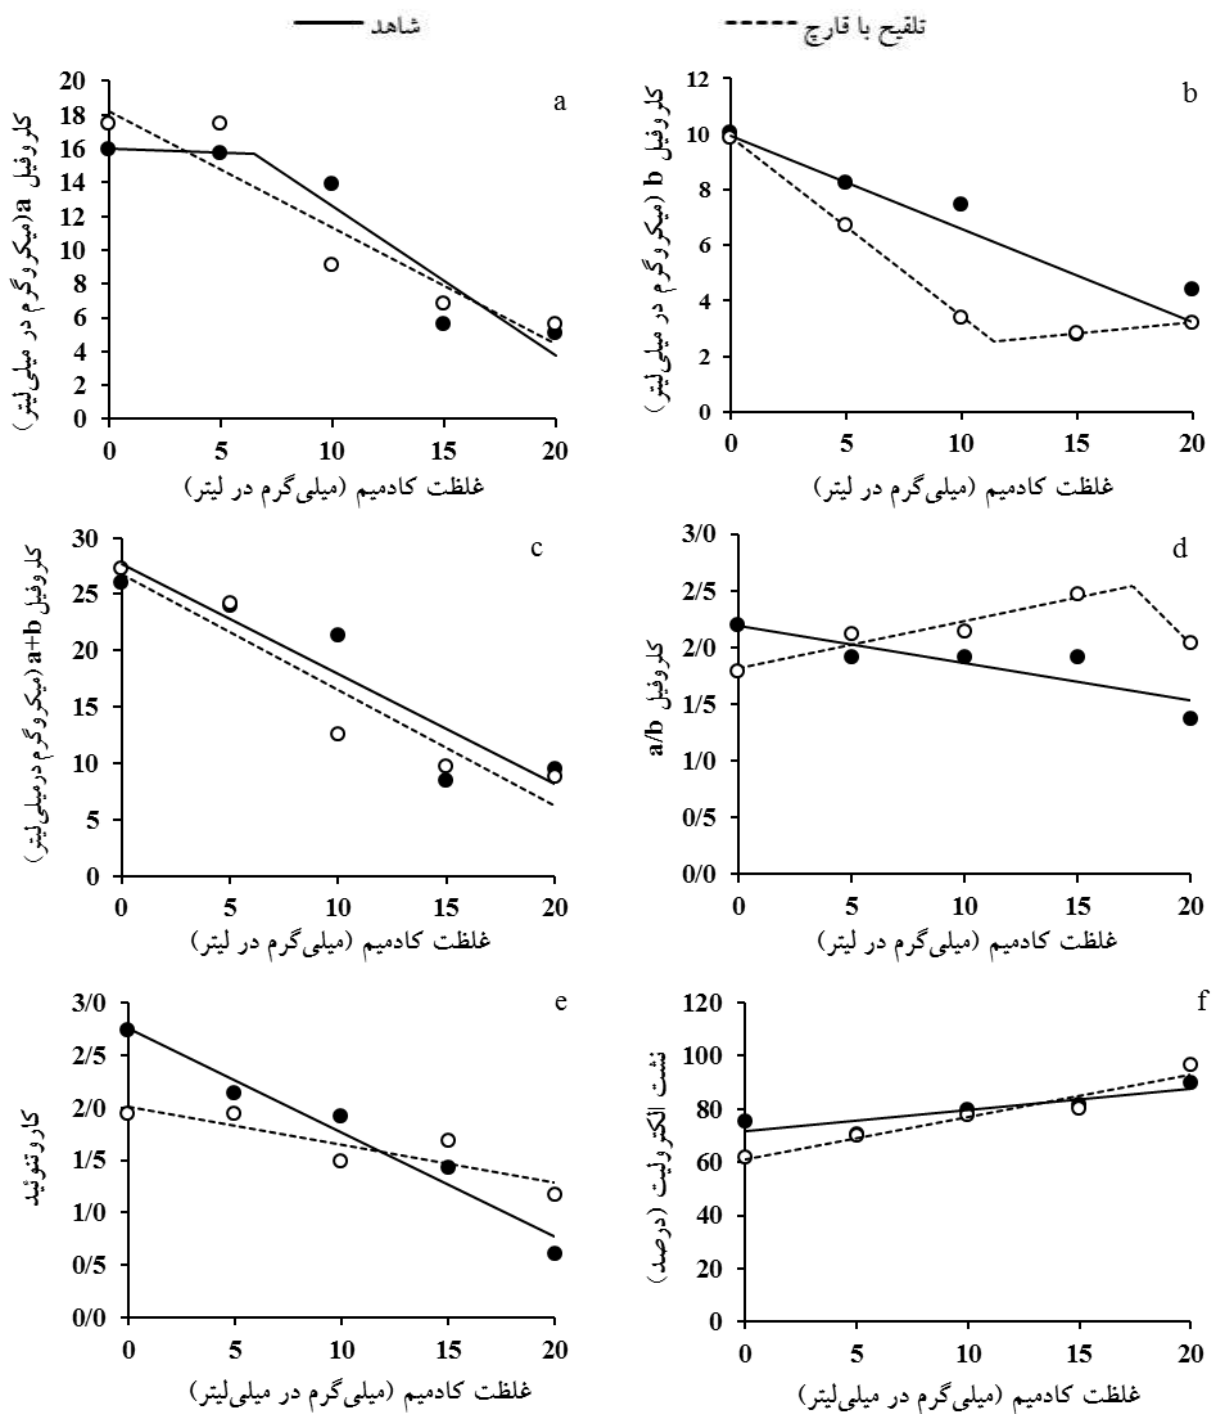 شاهد
تلقیح با قارچ
a
کلروفیل a(میکروگرم در میلی‌لیتر)
20
18
16
14
12
10
8
6
4
2
0
0 5 10 15 20
غلظت کادمیم (میلی‌گرم در لیتر)
b
کلروفیل b (میکروگرم در میلی‌لیتر)
12
10
8
6
4
2
0
0 5 10 15 20
غلظت کادمیم (میلی‌گرم در لیتر)
c
کلروفیل a+b (میکروگرم درمیلی‌لیتر)
30
25
20
15
10
5
0
0 5 10 15 20
غلظت کادمیم (میلی‌گرم در لیتر)
d
کلروفیل a/b
3/0
2/5
2/0
1/5
1/0
0/5
0/0
0 5 10 15 20
غلظت کادمیم (میلی‌گرم در لیتر)
e
کاروتنوئید
3/0
2/5
2/0
1/5
1/0
0/5
0/0
0 5 10 15 20
غلظت کادمیم (میلی‌گرم در میلی‌لیتر)
f
نشت الکترولیت (درصد)
120
100
80
60
40
20
0
0 5 10 15 20
غلظت کادمیم (میلی‌گرم در میلی‌لیتر)